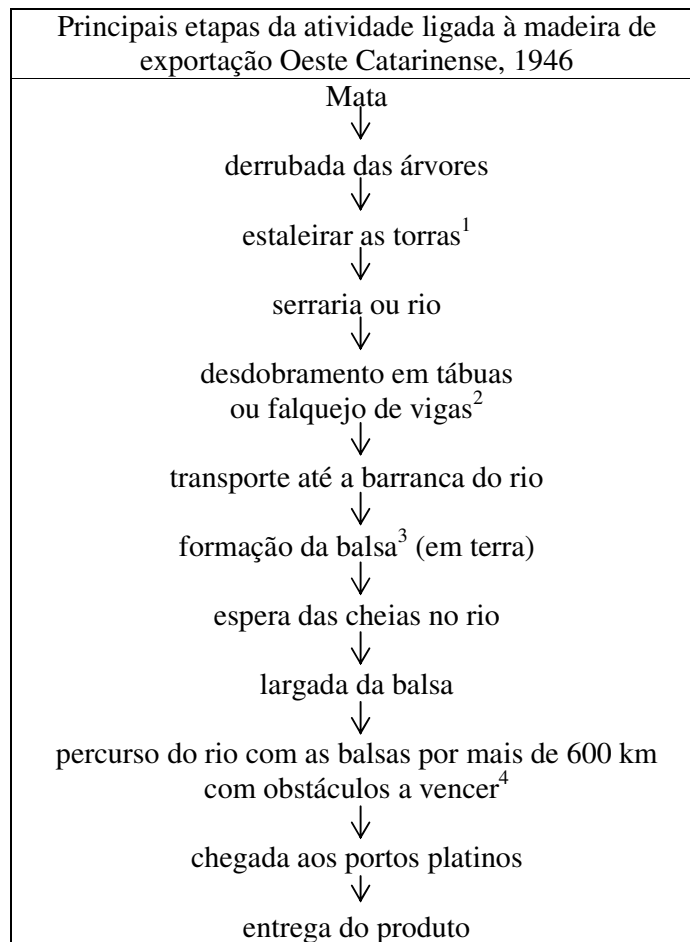 Principais etapas da atividade ligada à madeira de
exportação Oeste Catarinense, 1946
Mata
derrubada das árvores
estaleirar as torras¹
serraria ou rio
desdobramento em tábuas
ou falquejo de vigas²
transporte até a barranca do rio
formação da balsa³ (em terra)
espera das cheias no rio
largada da balsa
percurso do rio com as balsas por mais de 600 km
com obstáculos a vencer⁴
chegada aos portos platinos
entrega do produto